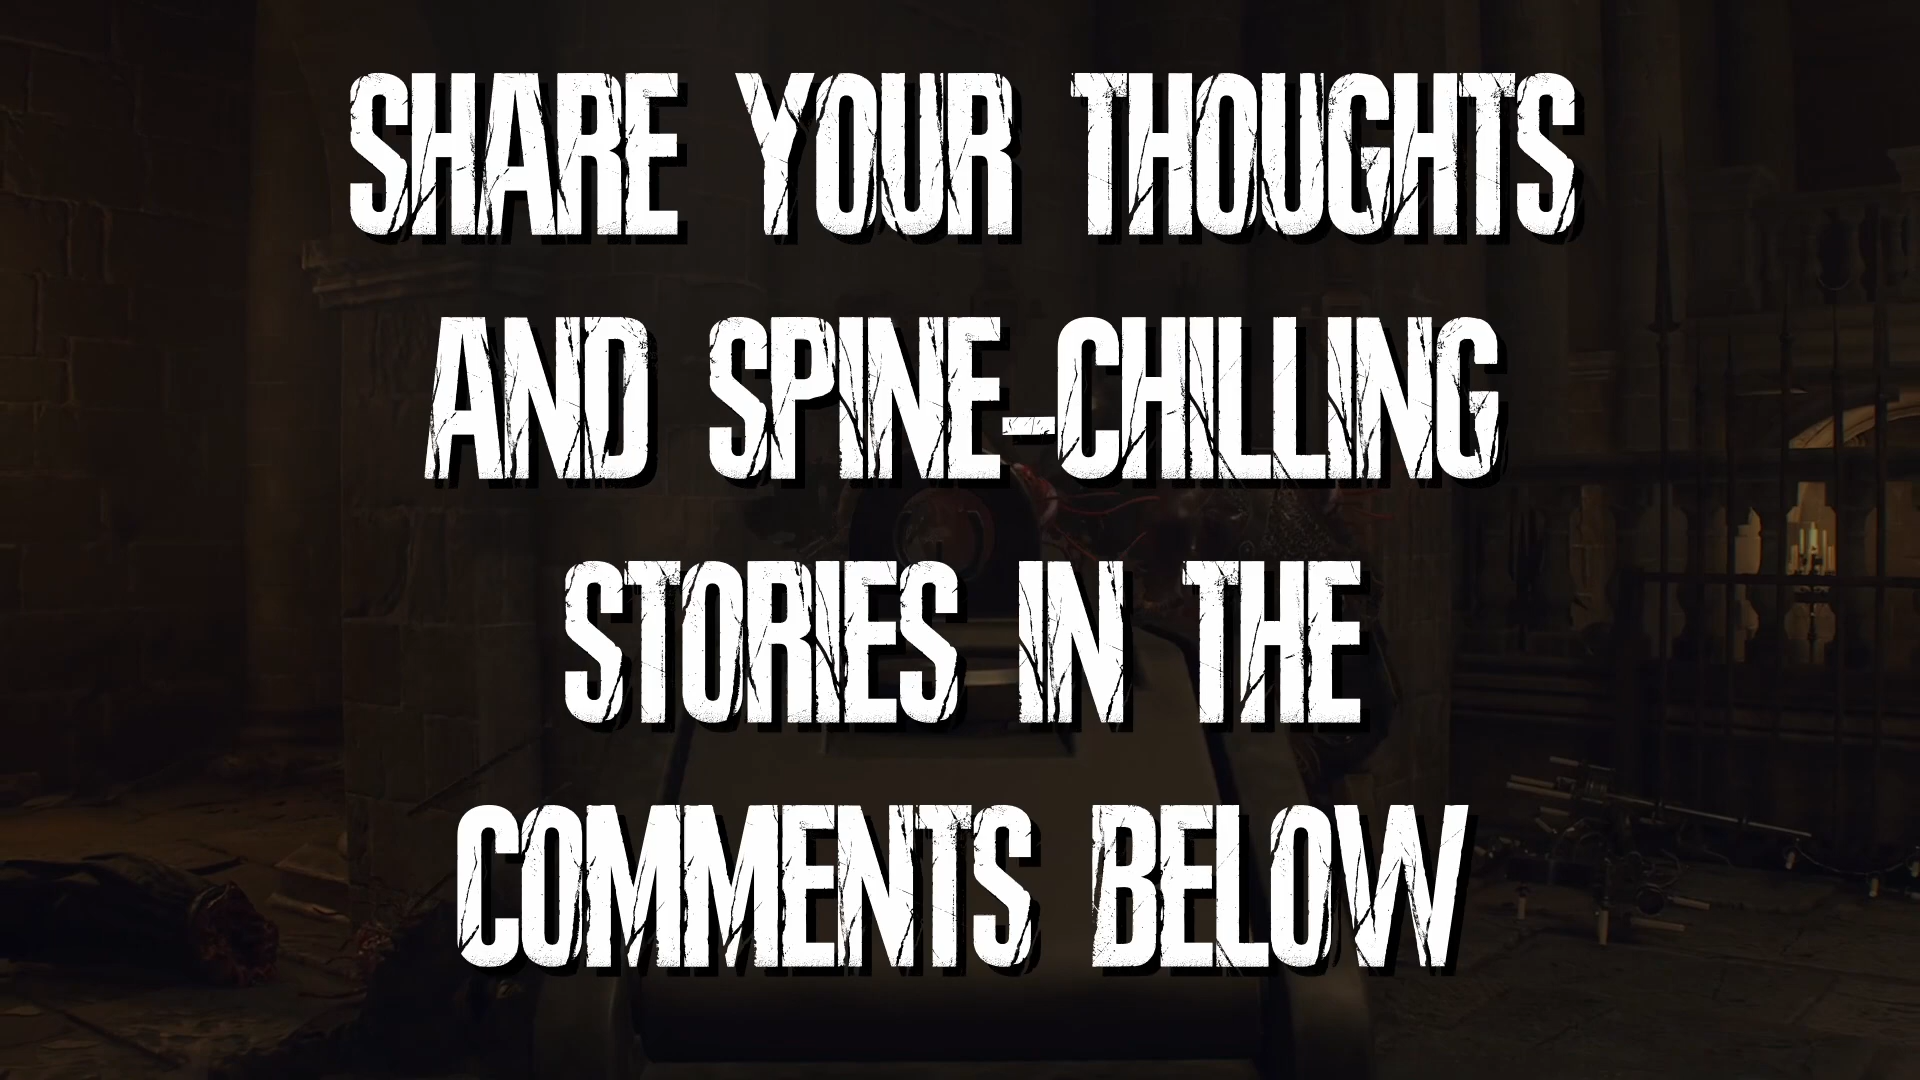 SHARE YOUR THOUGHTS
AND SPINE-CHILLING
STORIES IN THE
COMMENTS BELOW